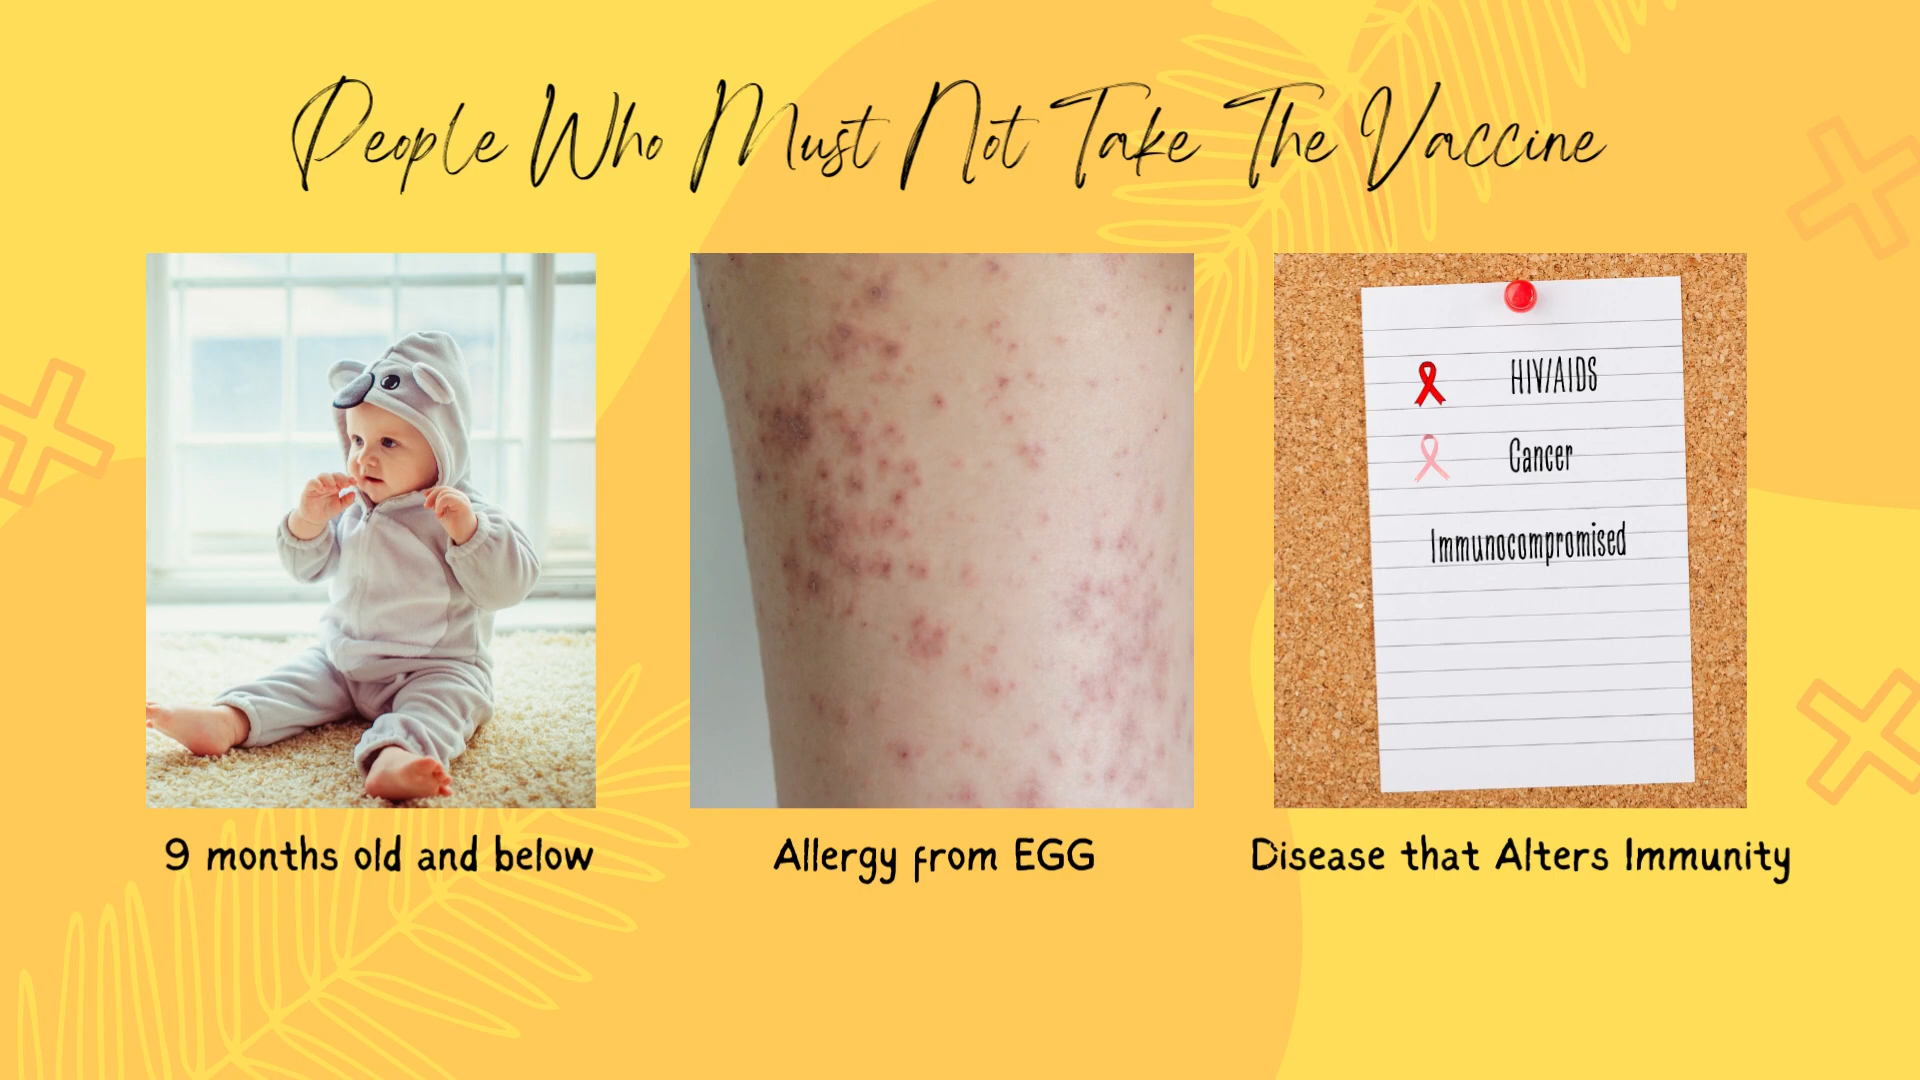 People Who Must Not Take The Vaccine
HIV/AIDS
Cancer
Immunocompromised
9 months old and below
Allergy from EGG
Disease that Alters Immunity